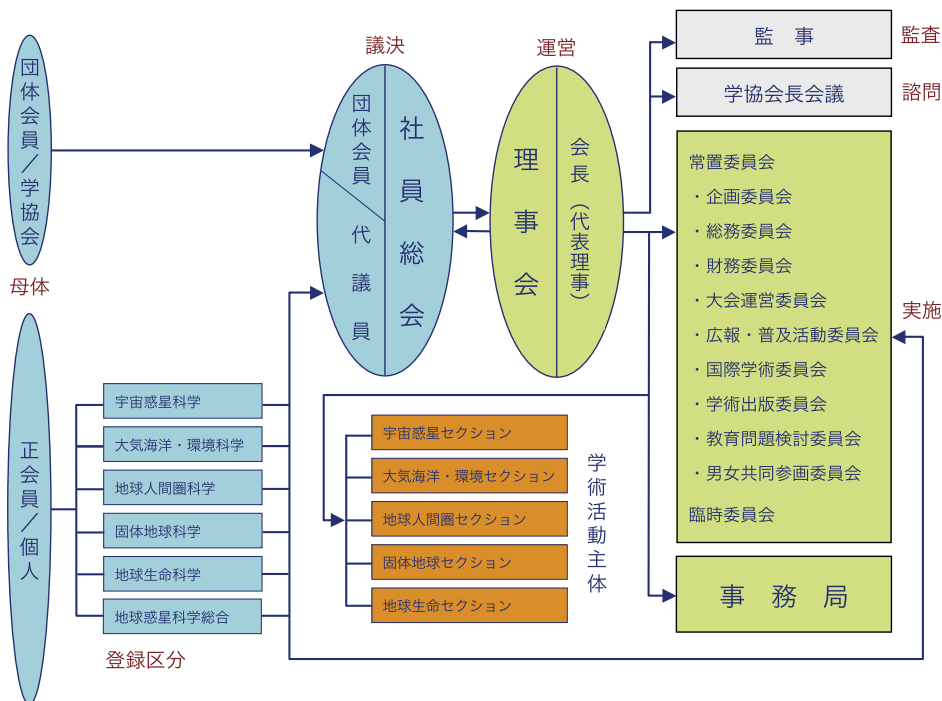 団体会員/学協会
母体
正会員/個人
宇宙惑星科学
大気海洋・環境科学
地球人間圏科学
固体地球科学
地球生命科学
地球惑星科学総合
登録区分
議決
団体会員
代議員
社員総会
運営
理事会
会長（代表理事）
宇宙惑星セクション
大気海洋・環境セクション
地球人間圏セクション
固体地球セクション
地球生命セクション
学術活動主体
監 事
監査
学協会長会議
諮問
常置委員会
・企画委員会
・総務委員会
・財務委員会
・大会運営委員会
・広報・普及活動委員会
・国際学術委員会
・学術出版委員会
・教育問題検討委員会
・男女共同参画委員会
臨時委員会
実施
事 務 局